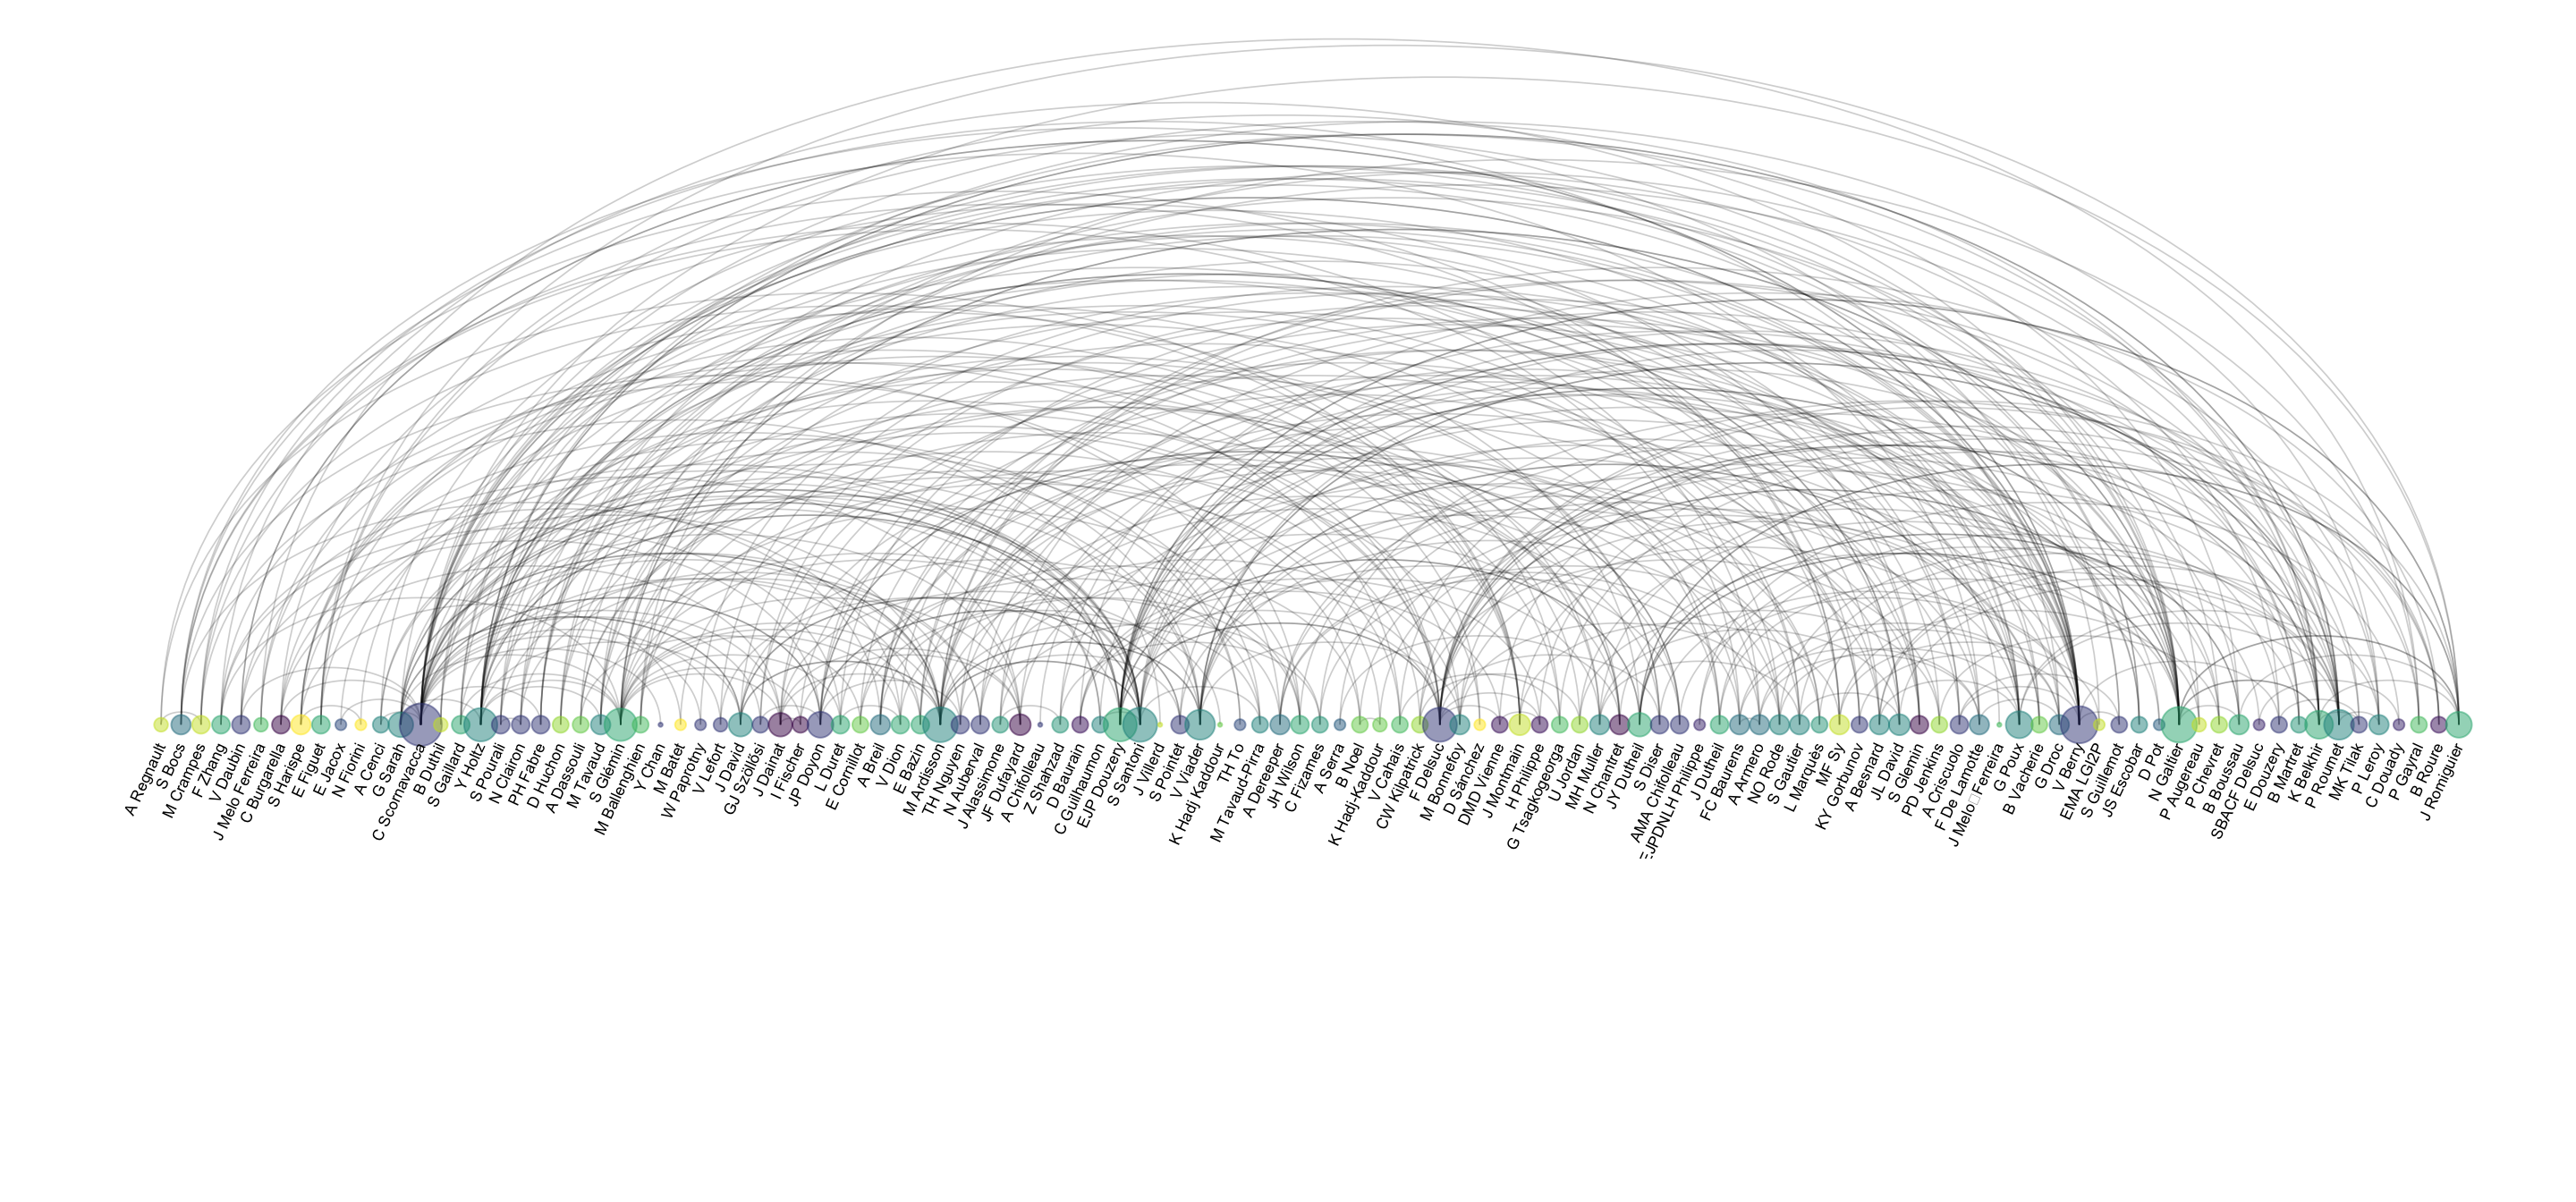 A Regnault
S Bocs
M Crampes
F Zhang
V Daubin
J Melo Ferreira
C Burgarella
S Harispe
E Figuet
E Jacox
N Fiorini
A Cenci
G Sarah
C Scornavacca
B Duthil
S Gaillard
Y Holtz
S Pourali
N Clairon
PH Fabre
D Huchon
A Dassouli
M Tavaud
S Glémin
M Ballenghien
Y Chan
M Batet
W Paprotny
V Lefort
J David
GJ Szöllősi
J Dainat
I Fischer
JP Doyon
L Duret
E Cornillot
A Breil
V Dion
E Bazin
M Ardisson
TH Nguyen
N Auberval
J Alassimone
JF Dufayard
A Chifolleau
Z Shahzad
D Baurain
C Guilhaumon
EJP Douzery
S Santoni
J Villerd
S Pointet
V Viader
K Hadj Kaddour
TH To
M Tavaud-Pirra
A Dereeper
JH Wilson
C Fizames
A Serra
B Noel
K Hadj-Kaddour
V Cahais
CW Kilpatrick
F Delsuc
M Bonnefoy
D Sánchez
DMD Vienne
J Montmain
H Philippe
G Tsagkogeorga
U Jordan
MH Muller
N Chantret
JY Dutheil
S Diser
AMA Chifolleau
EJPDNLH Philippe
J Dutheil
FC Baurens
A Armero
NO Rode
S Gautier
L Marquès
MF Sy
KY Gorbunov
A Besnard
JL David
S Glemin
PD Jenkins
A Criscuolo
F De Lamotte
J Melo□Ferreira
G Poux
B Vacherie
G Droc
V Berry
EMA LGt2P
S Guillemot
JS Escobar
D Pot
N Galtier
P Augereau
P Chevret
B Boussau
SBACF Delsuc
E Douzery
B Martret
K Belkhir
P Roumet
MK Tilak
P Leroy
C Douady
P Gayral
B Roure
J Romiguier